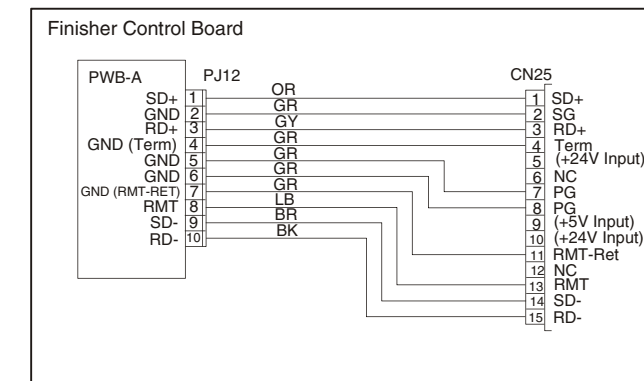 Finisher Control Board
PWB-A PJ12 CN25
SD+ 1 OR 1 SD+
GND 2 GR 2 SG
RD+ 3 GY 3 RD+
GND (Term) 4 GR 4 Term
GND 5 GR 5 (+24V Input)
GND 6 GR 6 NC
GND (RMT-RET) 7 GR 7 PG
RMT 8 LB 8 PG
SD- 9 BR 9 (+5V Input)
RD- 10 BK 10 (+24V Input)
11 RMT-Ret
12 NC
13 RMT
14 SD-
15 RD-